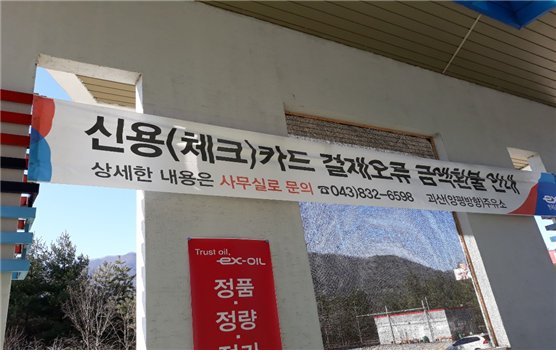 신용(체크)카드 결재오류 금액환불 안내
상세한 내용은 사무실로 문의 ☎043)832-6598 괴산(양평방향)주유소
Trust oil,
ex-OIL
정품
정량